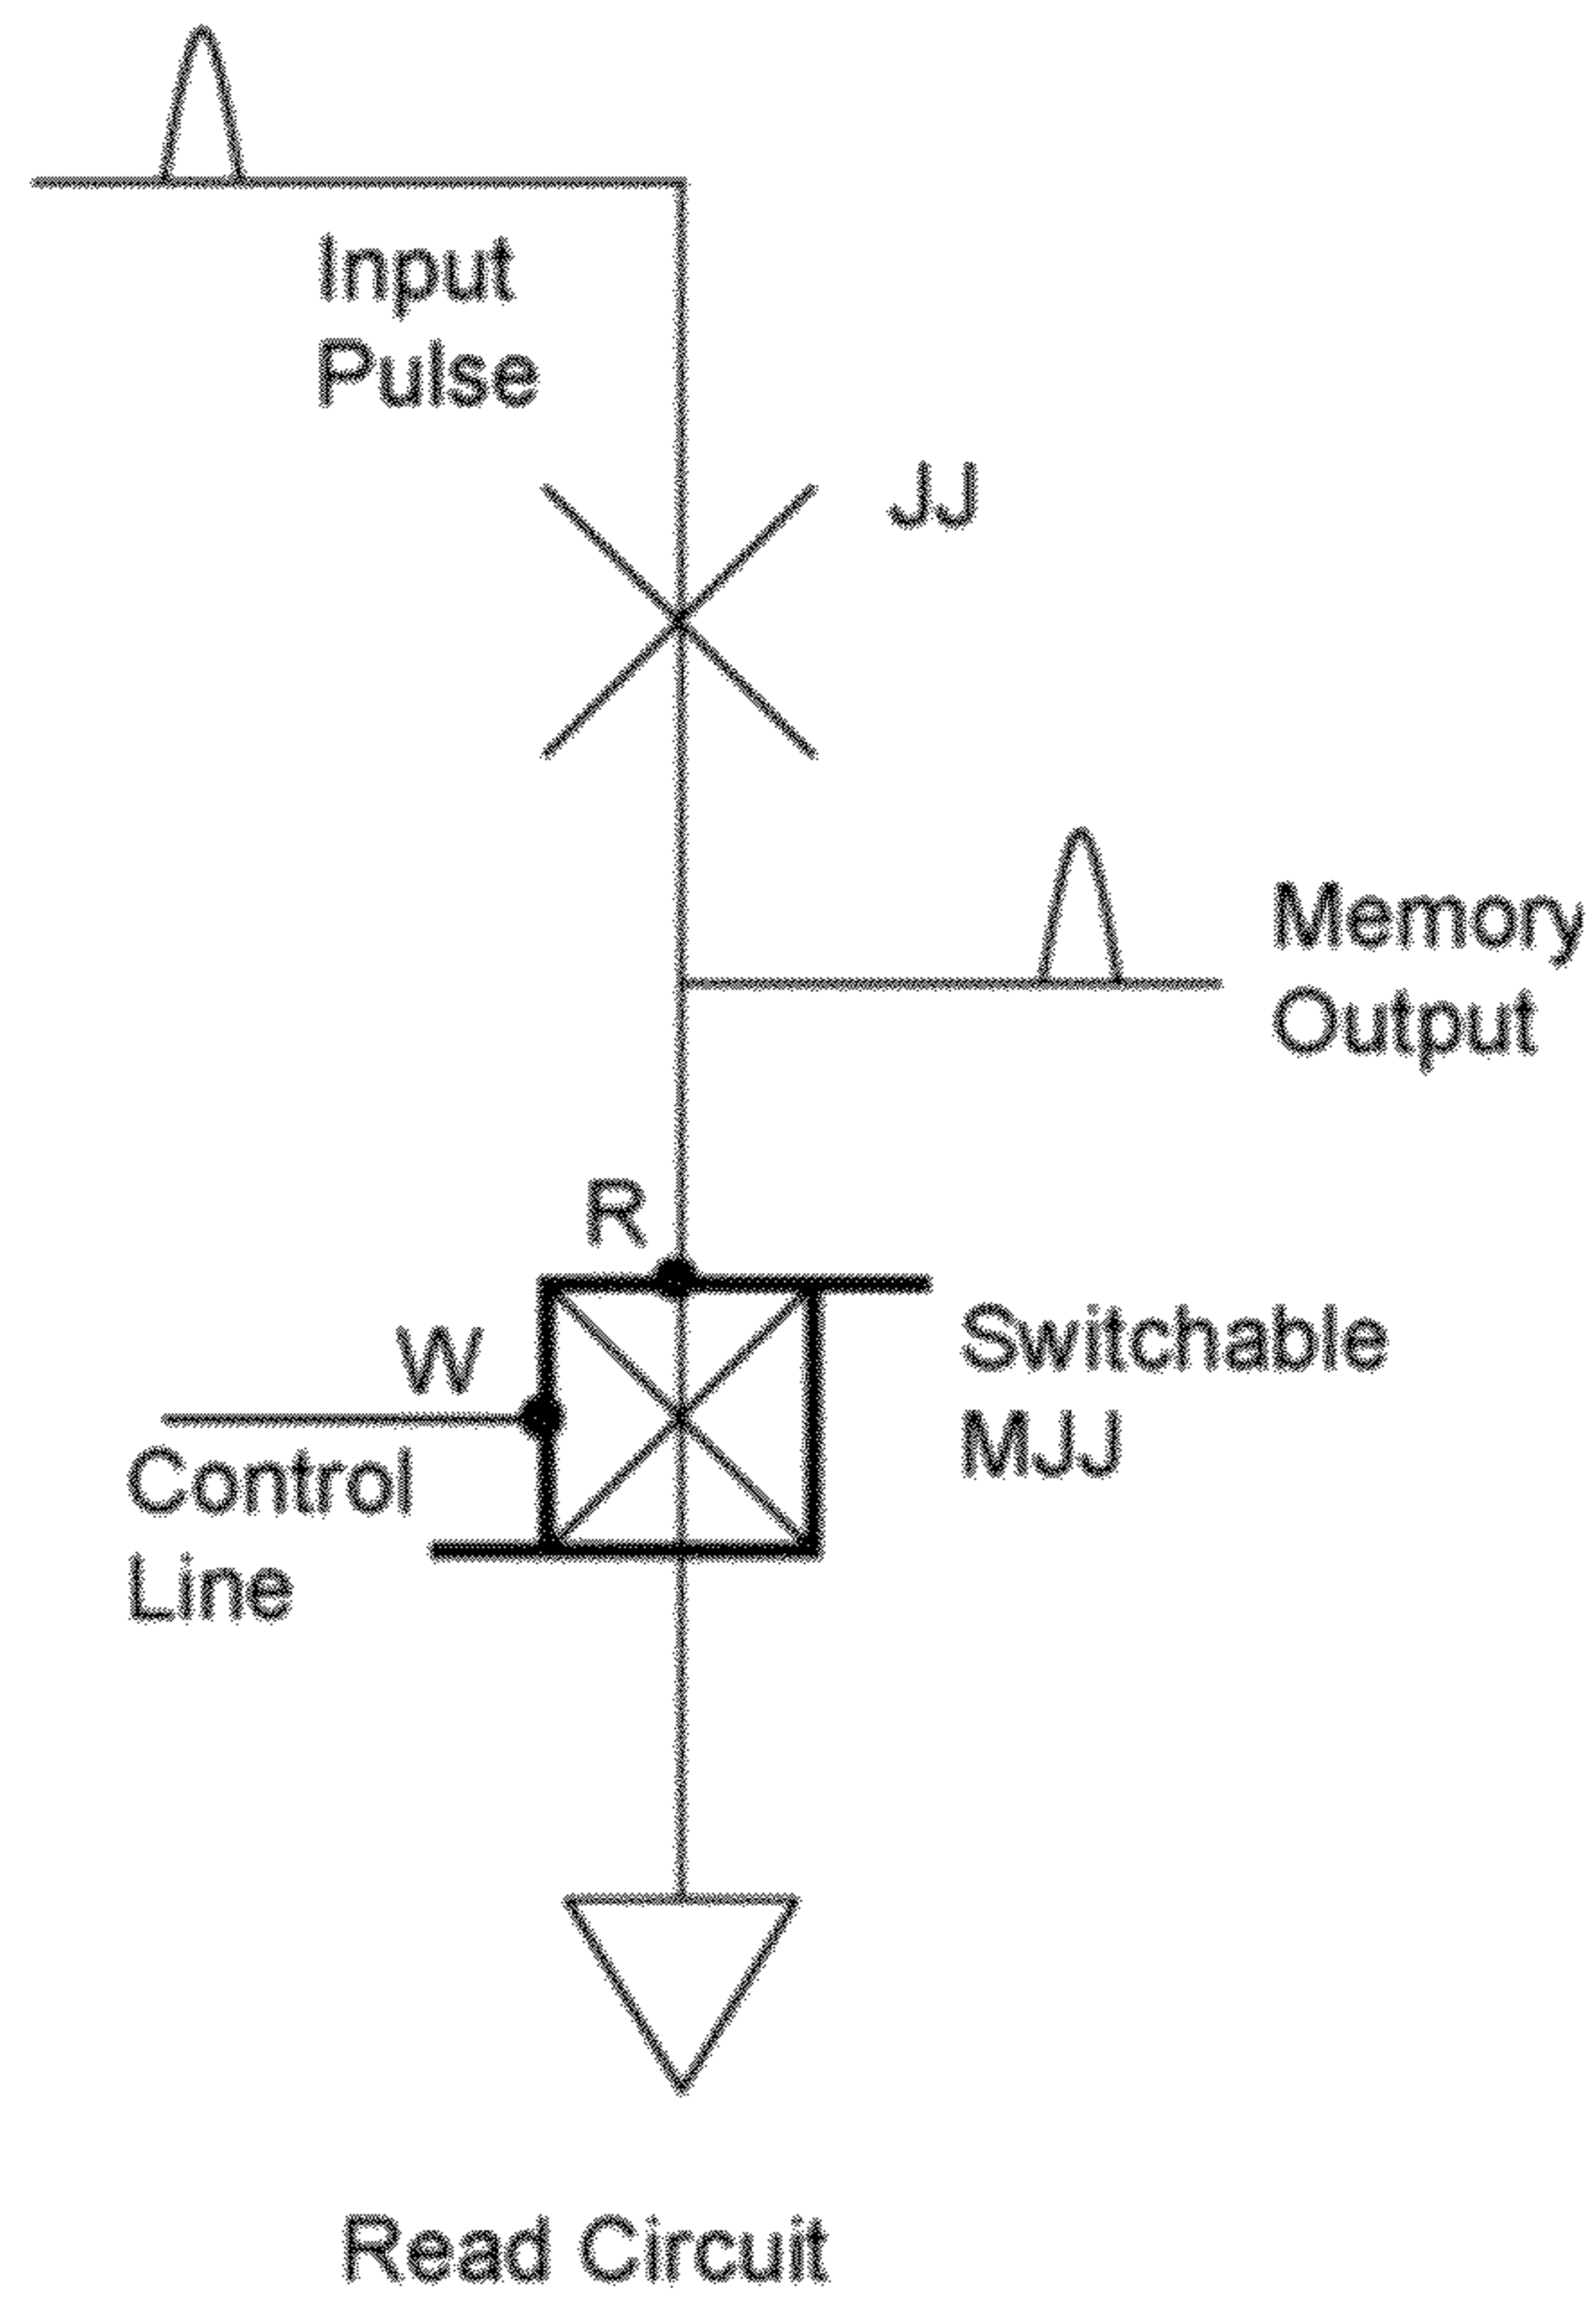 Input
Pulse
JJ
Memory
Output
R
W
Switchable
MJJ
Control
Line
Read Circuit